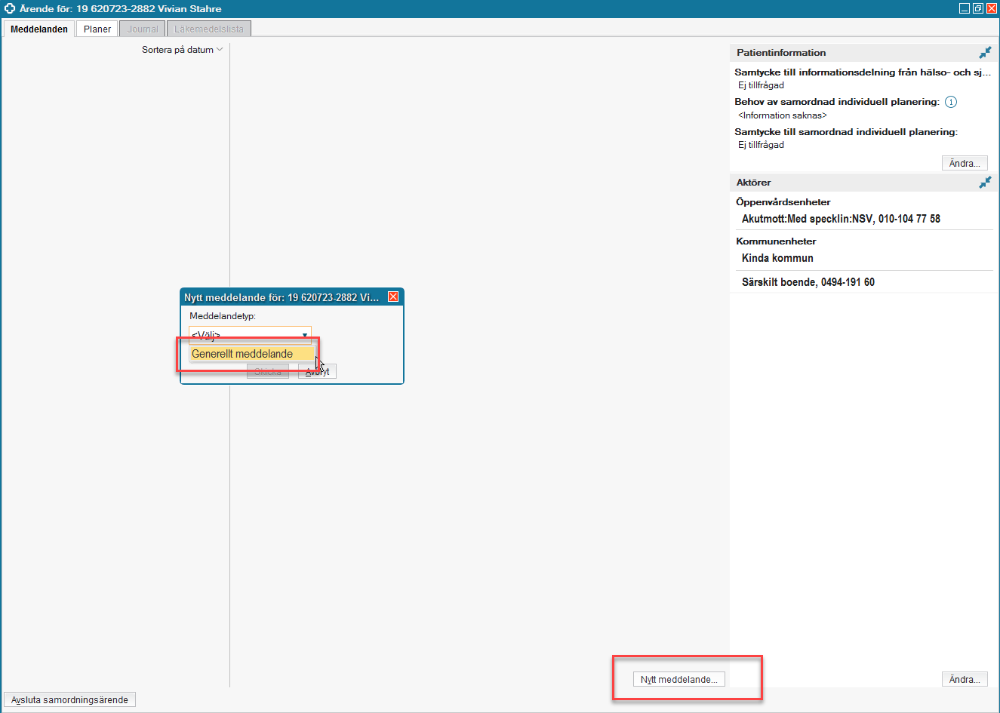 Ärende för: 19 620723-2882 Vivian Stahre
Meddelanden Planer Journal Läkemedelslista
Sortera på datum
Patientinformation
Samtycke till informationsdelning från hälso- och sj...
Ej tillfrågad
Behov av samordnad individuell planering:
<Information saknas>
Samtycke till samordnad individuell planering:
Ej tillfrågad
Ändra...
Aktörer
Öppenvårdsenheter
Akutmott:Med specklin:NSV, 010-104 77 58
Kommunenheter
Kinda kommun
Särskilt boende, 0494-191 60
Nytt meddelande för: 19 620723-2882 Vi...
Meddelandetyp:
<Välj>
Generellt meddelande
Skicka Avbryt
Nytt meddelande...
Ändra...
Avsluta samordningsärende